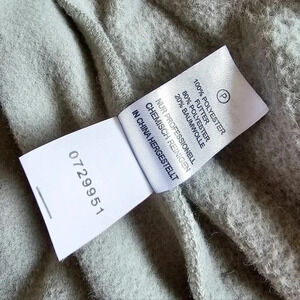 P
100% POLYESTER
FUTTER
80% POLYESTER
20% BAUMWOLLE
NUR PROFESSIONELL
CHEMISCH REINIGEN
IN CHINA HERGESTELLT
0729951